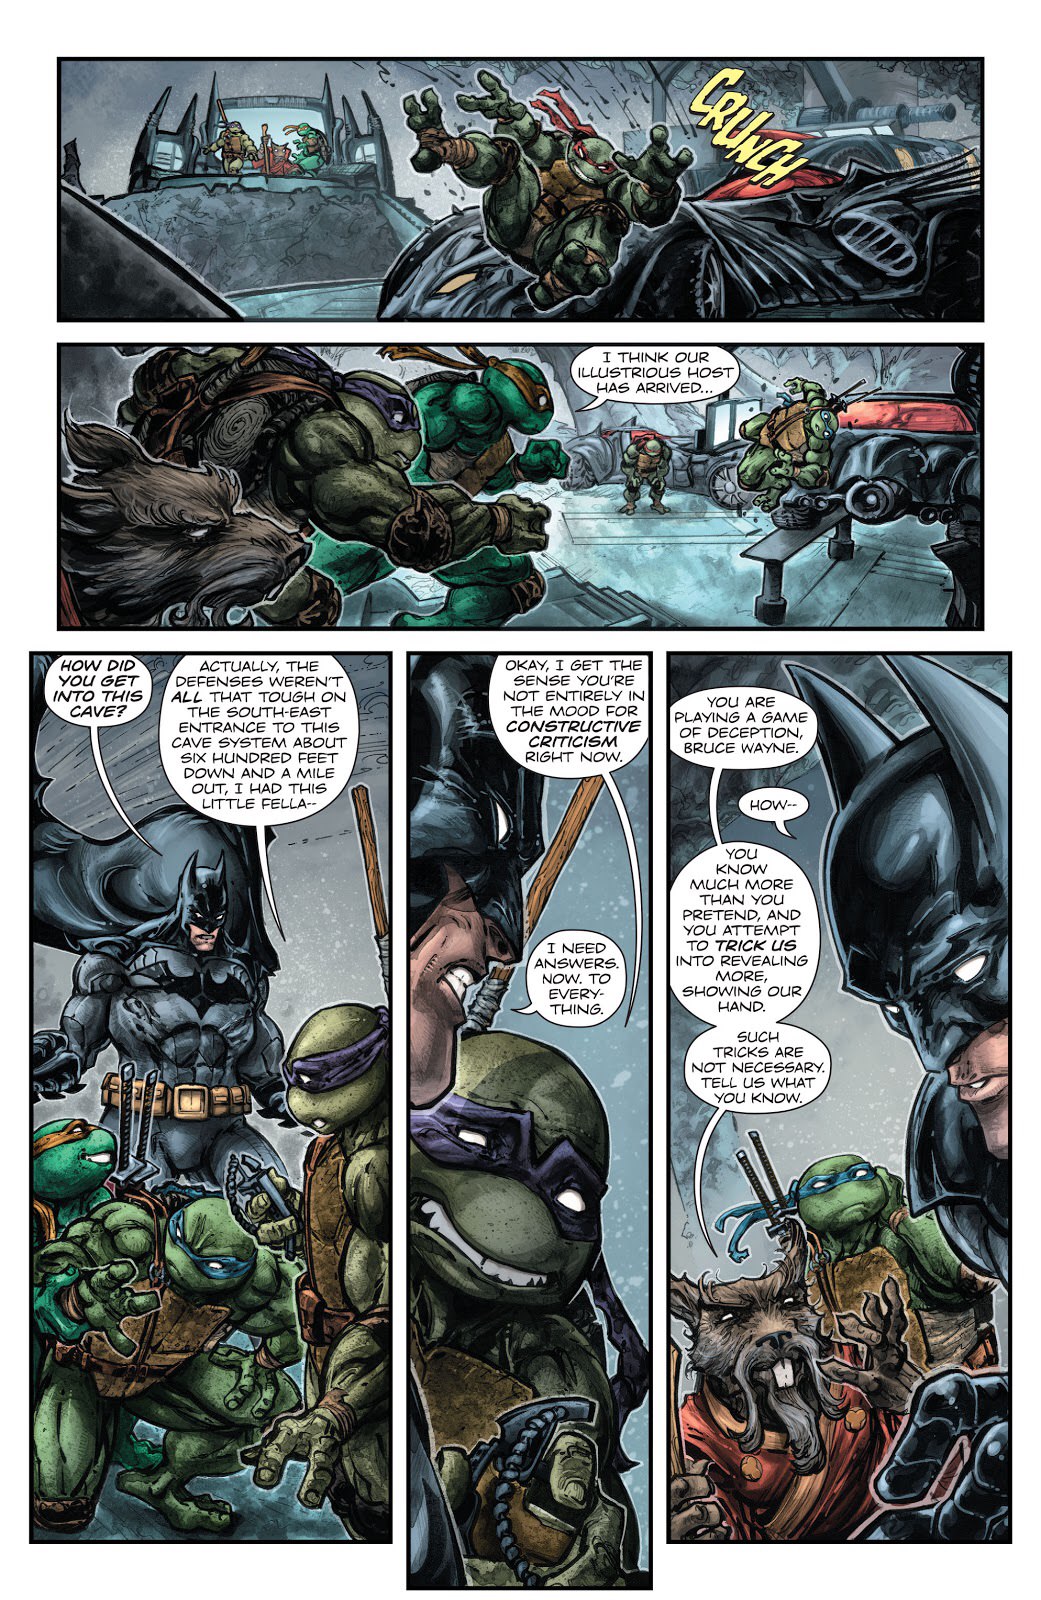 CRUNCH
I THINK OUR
ILLUSTRIOUS HOST
HAS ARRIVED...
HOW DID
YOU GET
INTO THIS
CAVE?
ACTUALLY, THE
DEFENSES WEREN'T
ALL THAT TOUGH ON
THE SOUTH-EAST
ENTRANCE TO THIS
CAVE SYSTEM ABOUT
SIX HUNDRED FEET
DOWN AND A MILE
OUT, I HAD THIS
LITTLE FELLA--
OKAY, I GET THE
SENSE YOU'RE
NOT ENTIRELY IN
THE MOOD FOR
CONSTRUCTIVE
CRITICISM
RIGHT NOW.
I NEED
ANSWERS.
NOW. TO
EVERY-
THING.
YOU ARE
PLAYING A GAME
OF DECEPTION,
BRUCE WAYNE.
HOW--
YOU
KNOW
MUCH MORE
THAN YOU
PRETEND, AND
YOU ATTEMPT
TO TRICK US
INTO REVEALING
MORE,
SHOWING OUR
HAND.
SUCH
TRICKS ARE
NOT NECESSARY.
TELL US WHAT
YOU KNOW.